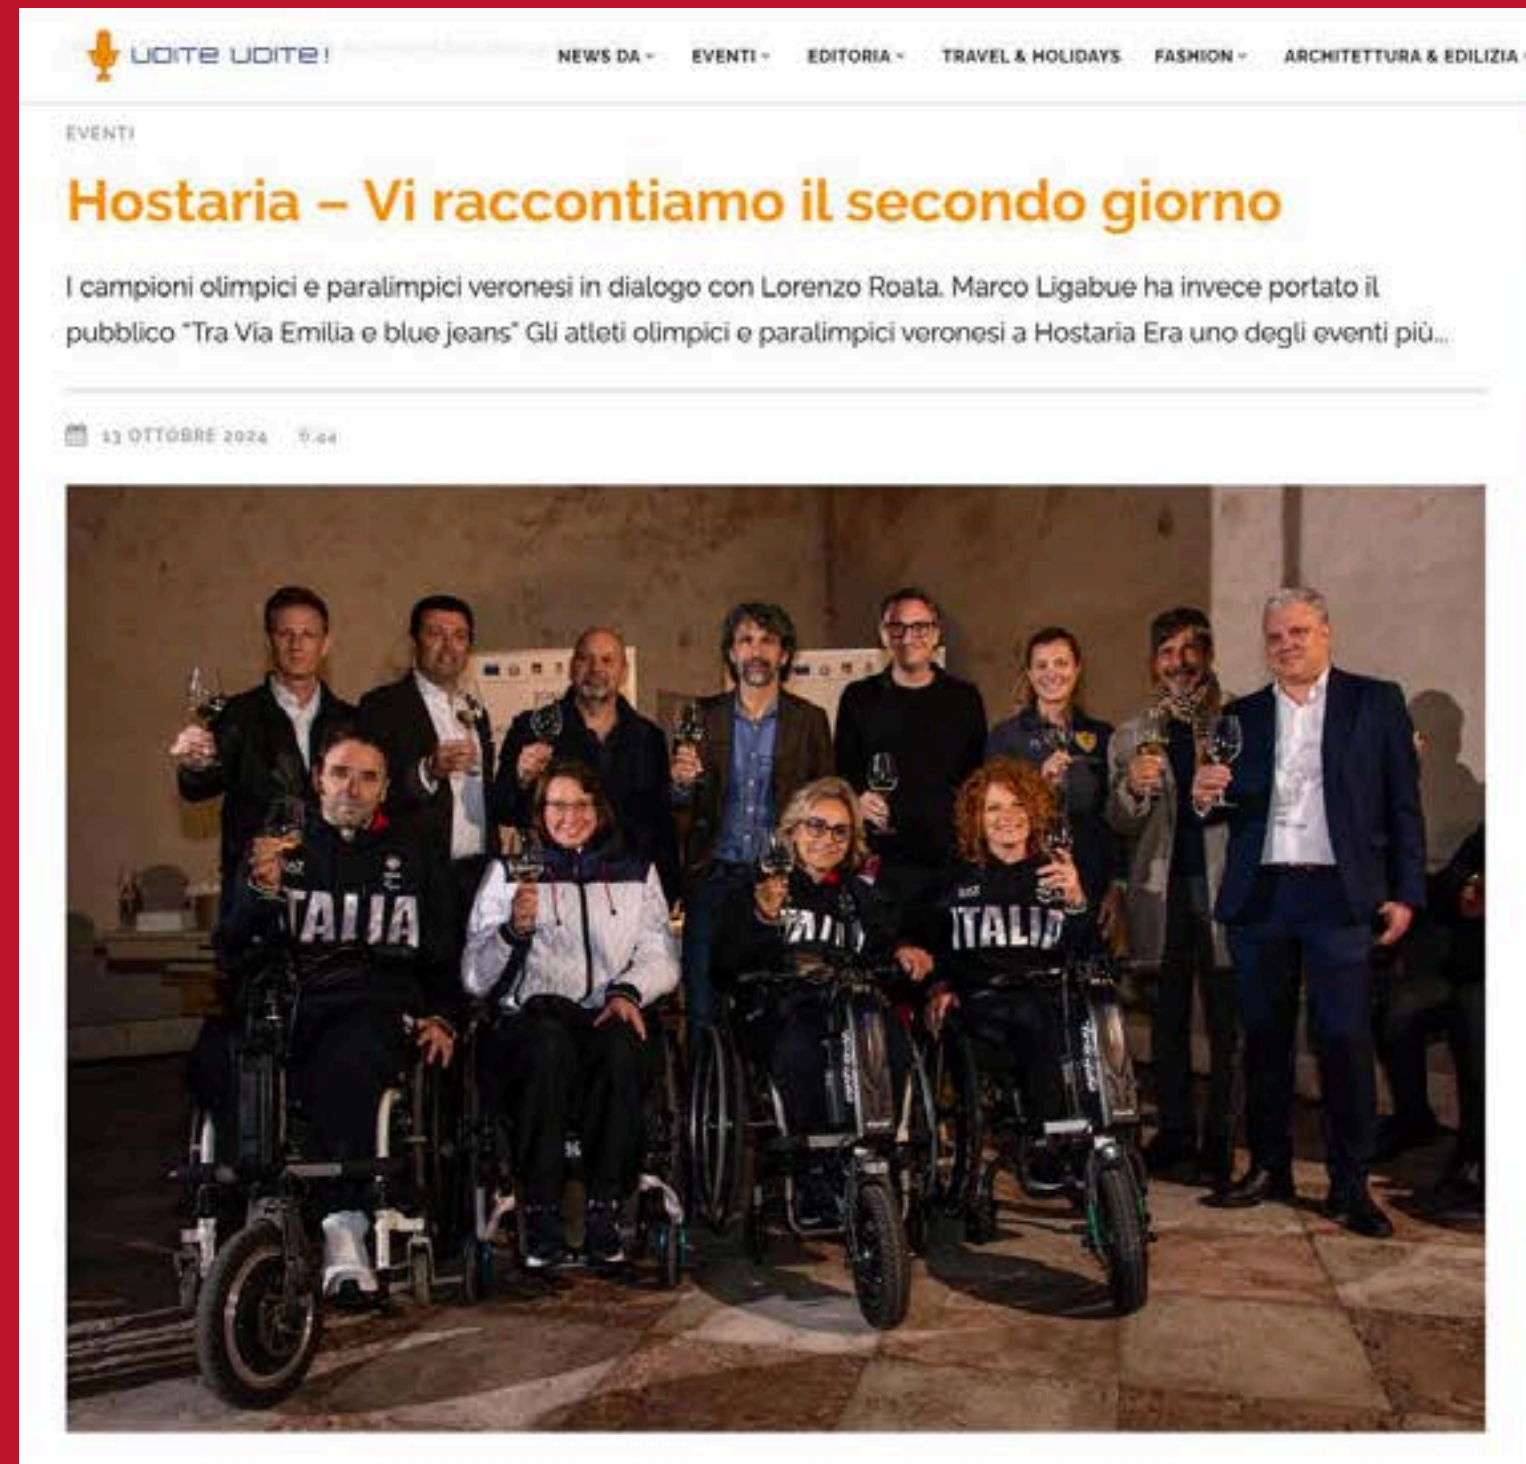 UDITE UDITE!
NEWS DA
EVENTI
EDITORIA
TRAVEL & HOLIDAYS
FASHION
ARCHITETTURA & EDILIZIA
EVENTI
Hostaria – Vi raccontiamo il secondo giorno
I campioni olimpici e paralimpici veronesi in dialogo con Lorenzo Roata. Marco Ligabue ha invece portato il
pubblico “Tra Via Emilia e blue jeans” Gli atleti olimpici e paralimpici veronesi a Hostaria Era uno degli eventi più...
13 OTTOBRE 2024 6:44
ITALIA
ITALIA